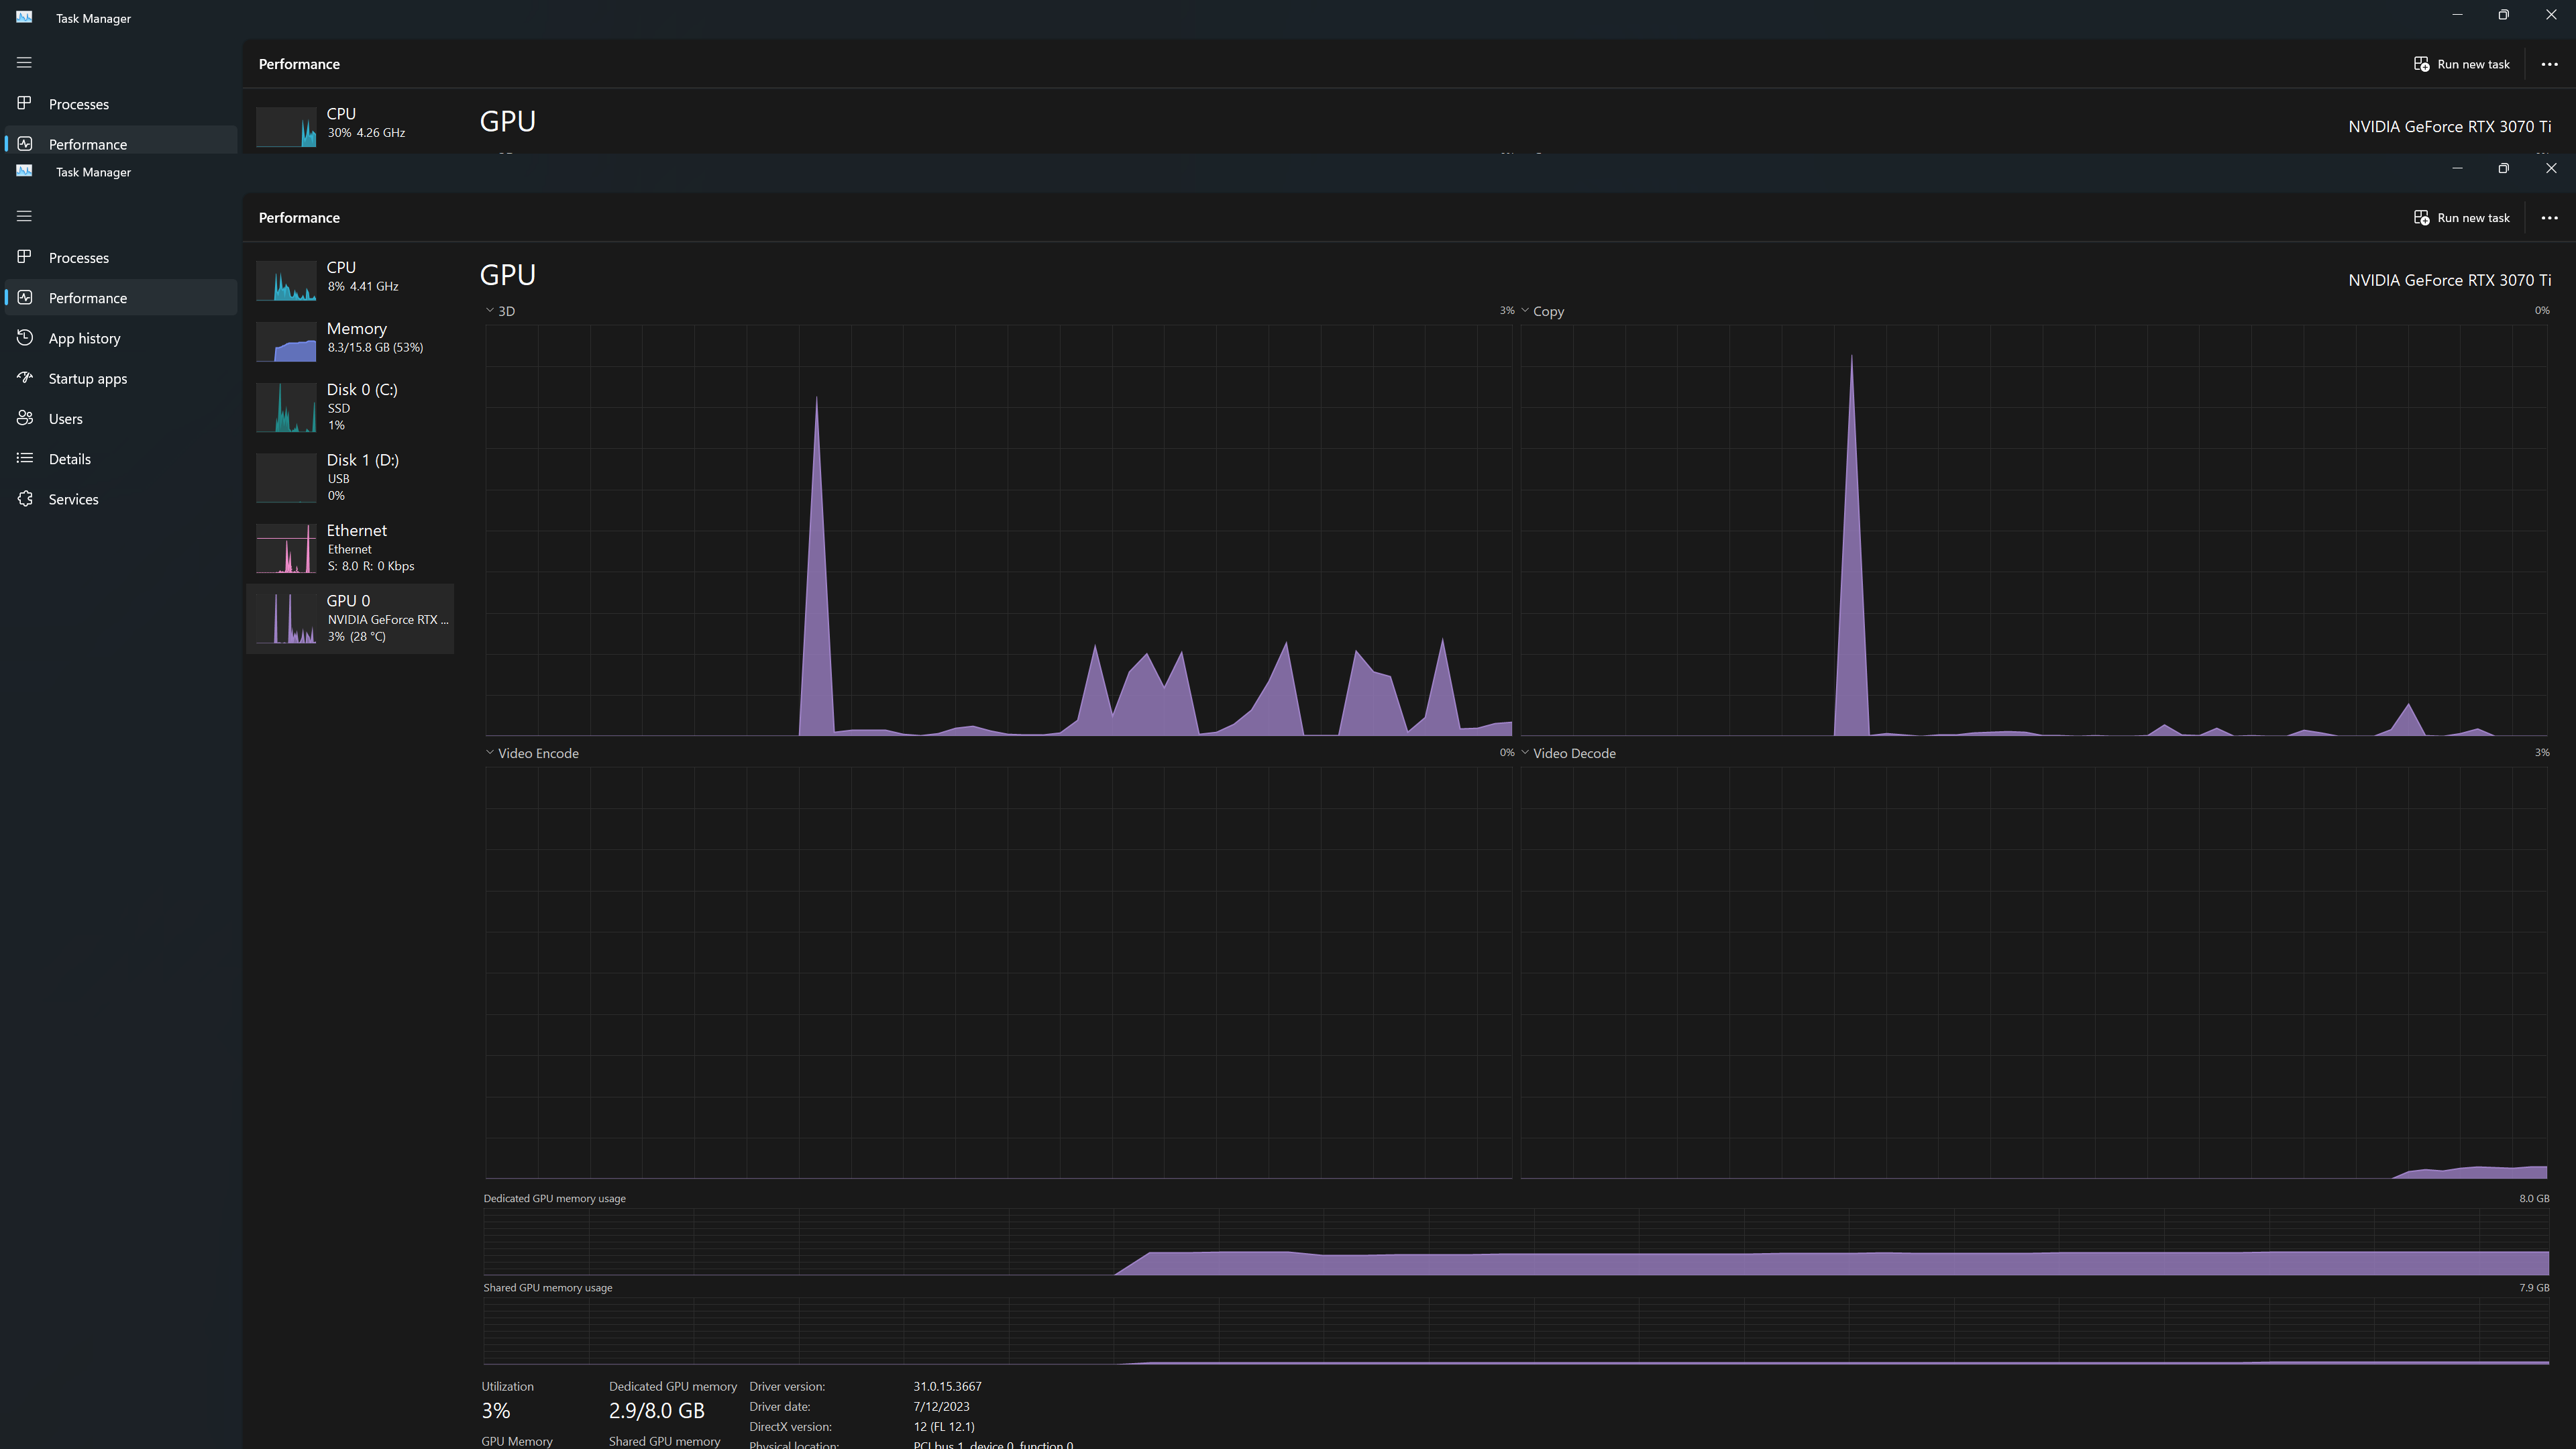 Task Manager
Performance
Run new task
Processes
CPU
30% 4.26 GHz
GPU
NVIDIA GeForce RTX 3070 Ti
Performance
Task Manager
Performance
Run new task
Processes
Performance
App history
Startup apps
Users
Details
Services
CPU
8% 4.41 GHz
Memory
8.3/15.8 GB (53%)
Disk 0 (C:)
SSD
1%
Disk 1 (D:)
USB
0%
Ethernet
Ethernet
S: 8.0 R: 0 Kbps
GPU 0
NVIDIA GeForce RTX ...
3% (28 °C)
GPU
NVIDIA GeForce RTX 3070 Ti
3D 3%
Copy 0%
Video Encode 0%
Video Decode 3%
Dedicated GPU memory usage 8.0 GB
Shared GPU memory usage 7.9 GB
Utilization
3%
Dedicated GPU memory
2.9/8.0 GB
Driver version: 31.0.15.3667
Driver date: 7/12/2023
DirectX version: 12 (FL 12.1)
GPU Memory
Shared GPU memory
Physical location: PCI bus 1, device 0, function 0